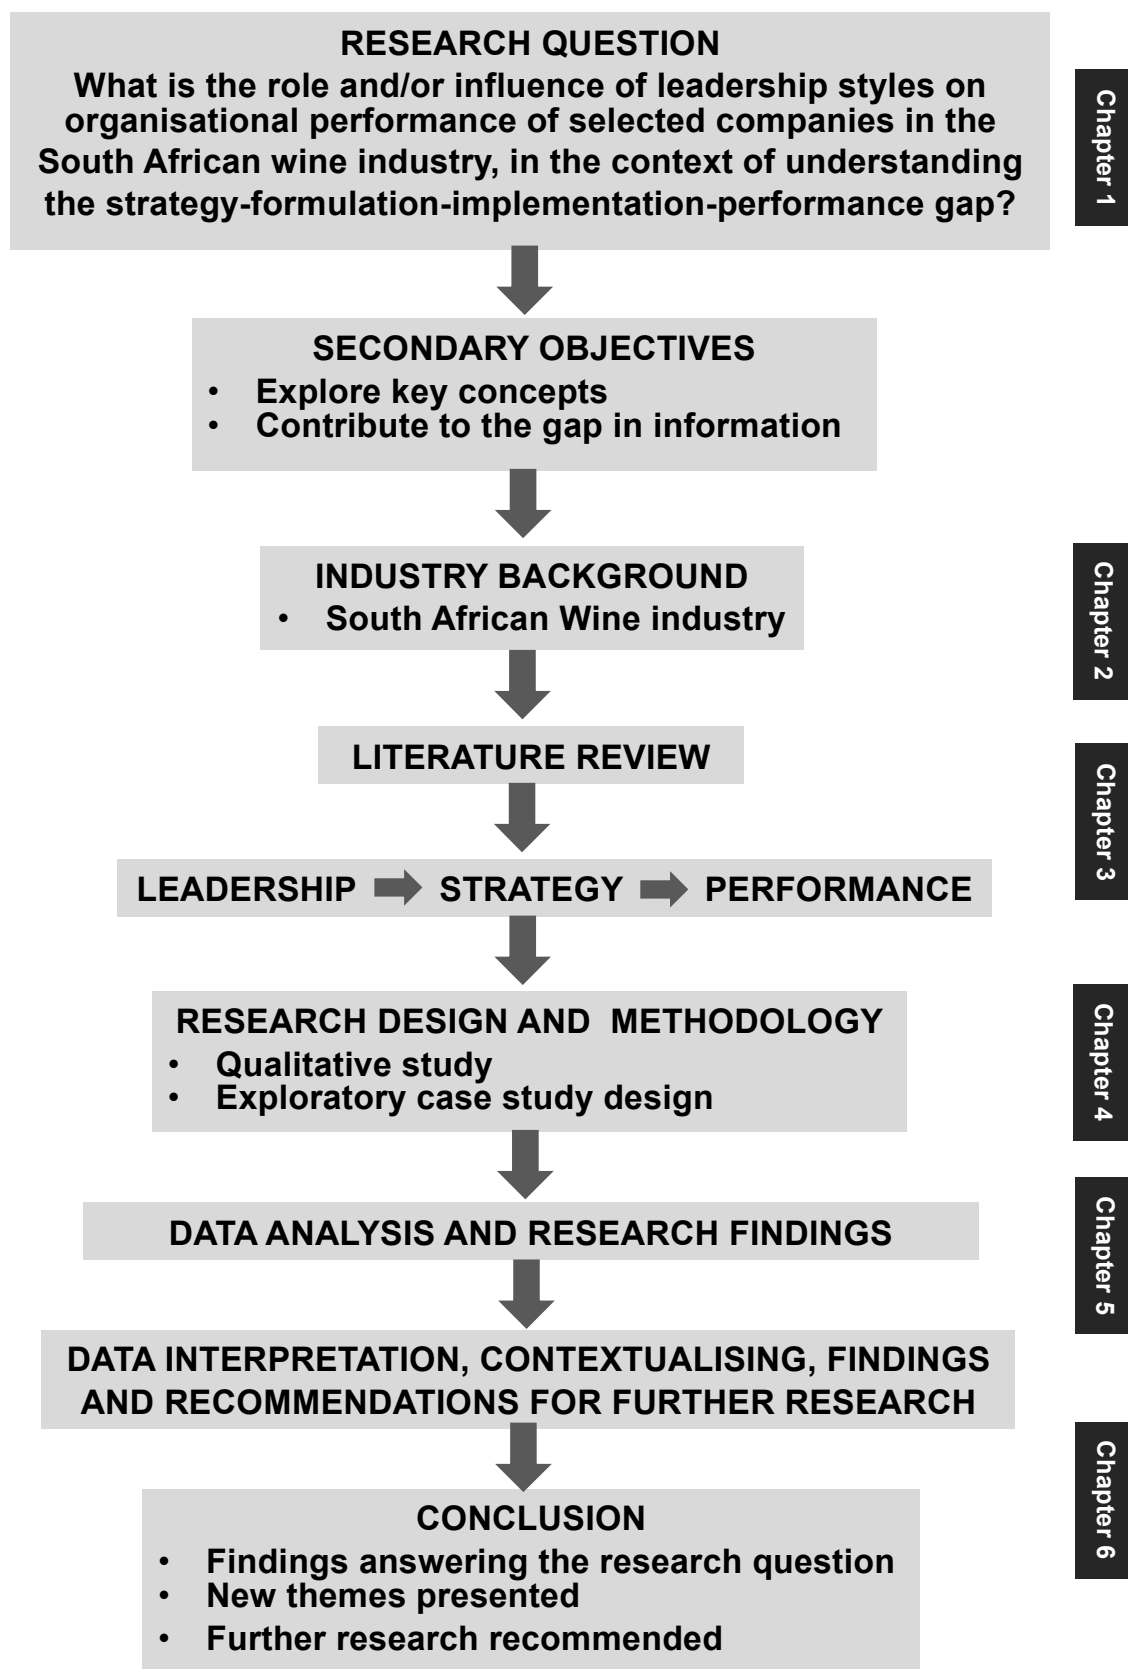 RESEARCH QUESTION
What is the role and/or influence of leadership styles on
organisational performance of selected companies in the
South African wine industry, in the context of understanding
the strategy-formulation-implementation-performance gap?
Chapter 1
SECONDARY OBJECTIVES
• Explore key concepts
• Contribute to the gap in information
INDUSTRY BACKGROUND
• South African Wine industry
Chapter 2
LITERATURE REVIEW
Chapter 3
LEADERSHIP STRATEGY PERFORMANCE
RESEARCH DESIGN AND METHODOLOGY
• Qualitative study
• Exploratory case study design
Chapter 4
DATA ANALYSIS AND RESEARCH FINDINGS
Chapter 5
DATA INTERPRETATION, CONTEXTUALISING, FINDINGS
AND RECOMMENDATIONS FOR FURTHER RESEARCH
CONCLUSION
• Findings answering the research question
• New themes presented
• Further research recommended
Chapter 6